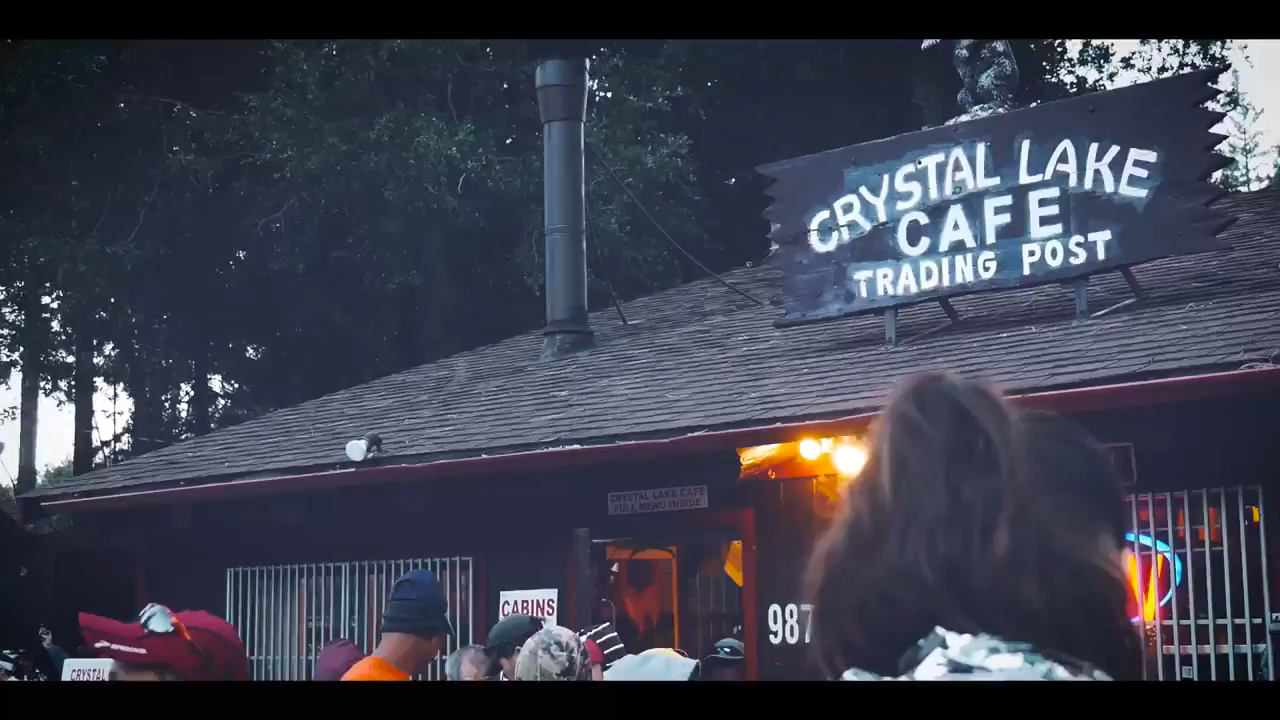 CRYSTAL LAKE
CAFE
TRADING POST
CRYSTAL LAKE CAFE
FULL MENU INSIDE
CABINS
987
CRYSTAL